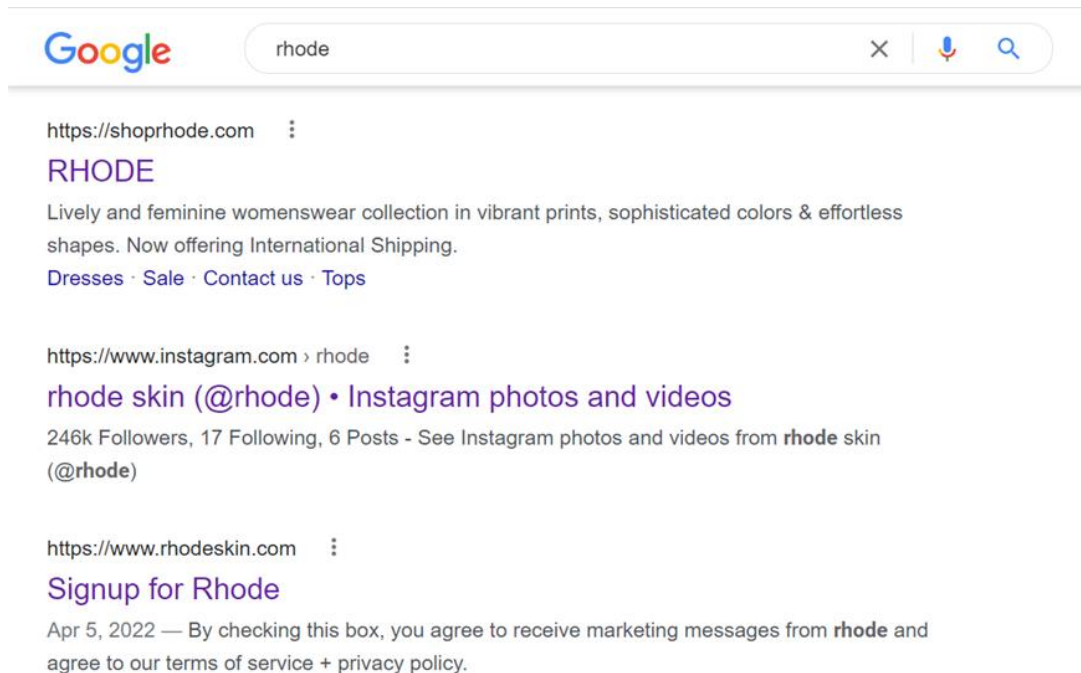 Google
rhode
https://shoprhode.com
RHODE
Lively and feminine womenswear collection in vibrant prints, sophisticated colors & effortless
shapes. Now offering International Shipping.
Dresses · Sale · Contact us · Tops
https://www.instagram.com › rhode
rhode skin (@rhode) • Instagram photos and videos
246k Followers, 17 Following, 6 Posts - See Instagram photos and videos from rhode skin
(@rhode)
https://www.rhodeskin.com
Signup for Rhode
Apr 5, 2022 — By checking this box, you agree to receive marketing messages from rhode and
agree to our terms of service + privacy policy.